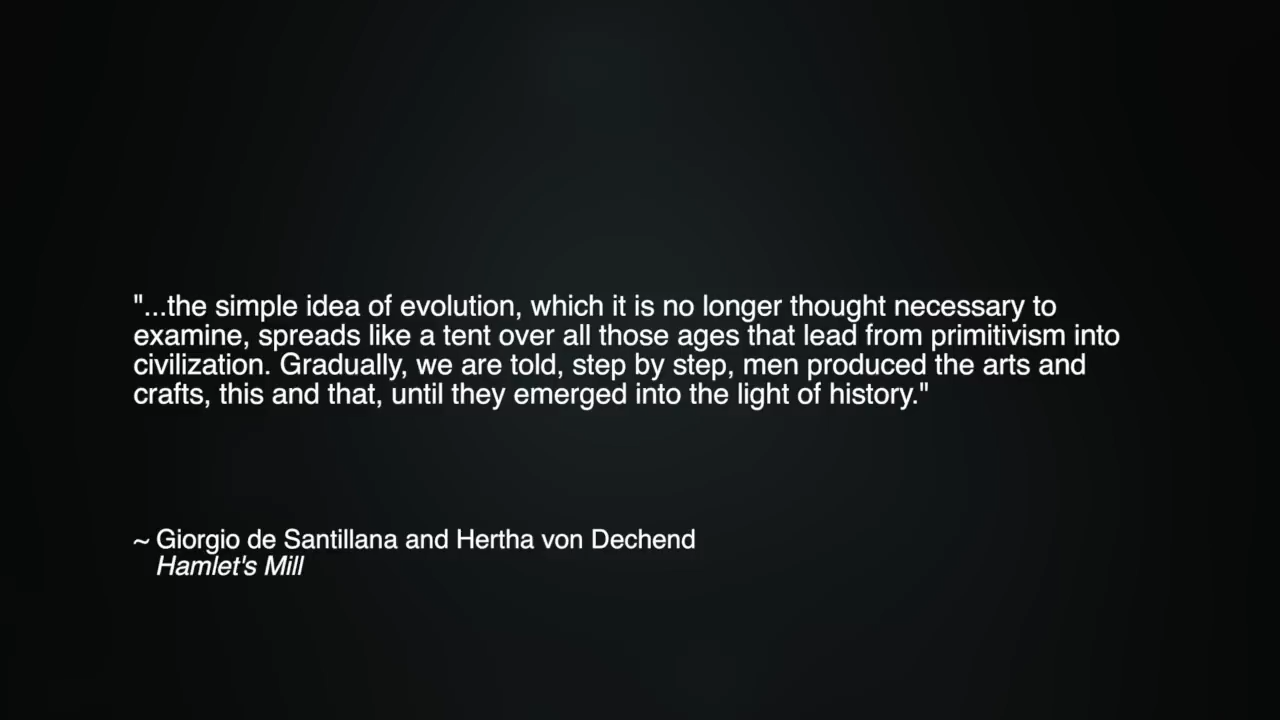 "...the simple idea of evolution, which it is no longer thought necessary to
examine, spreads like a tent over all those ages that lead from primitivism into
civilization. Gradually, we are told, step by step, men produced the arts and
crafts, this and that, until they emerged into the light of history."
~ Giorgio de Santillana and Hertha von Dechend
Hamlet's Mill